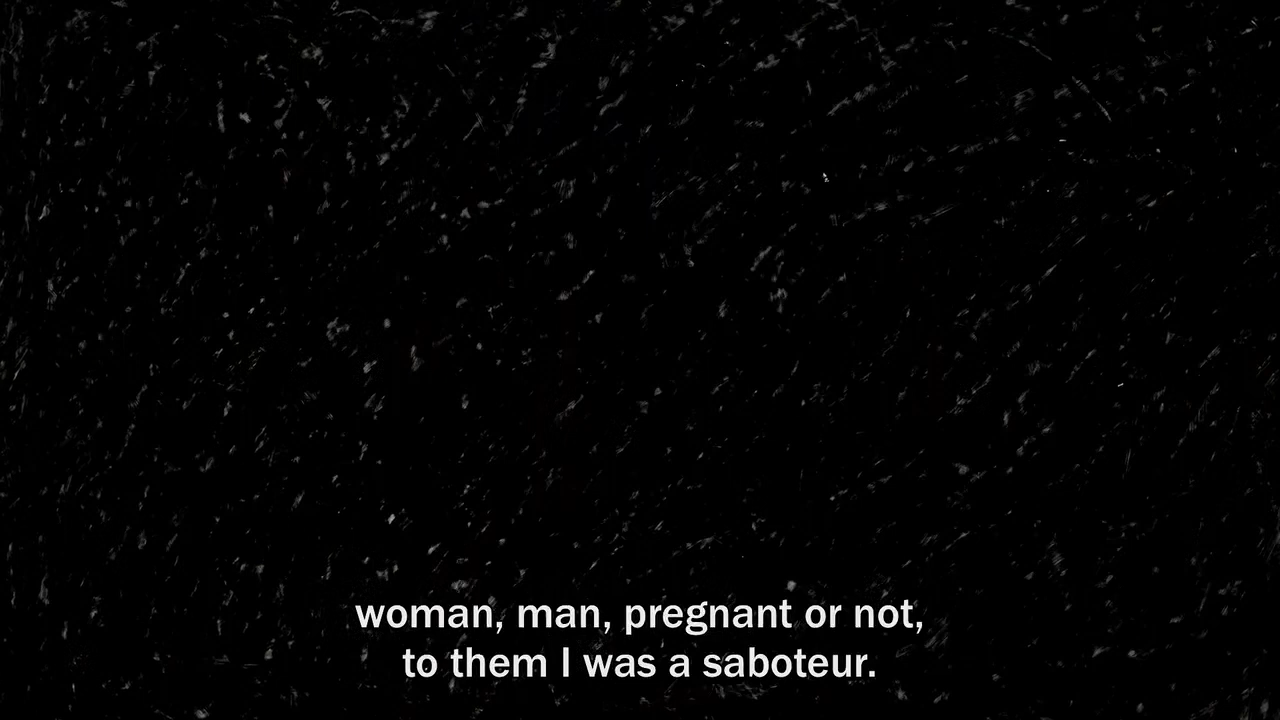 woman, man, pregnant or not,
to them I was a saboteur.